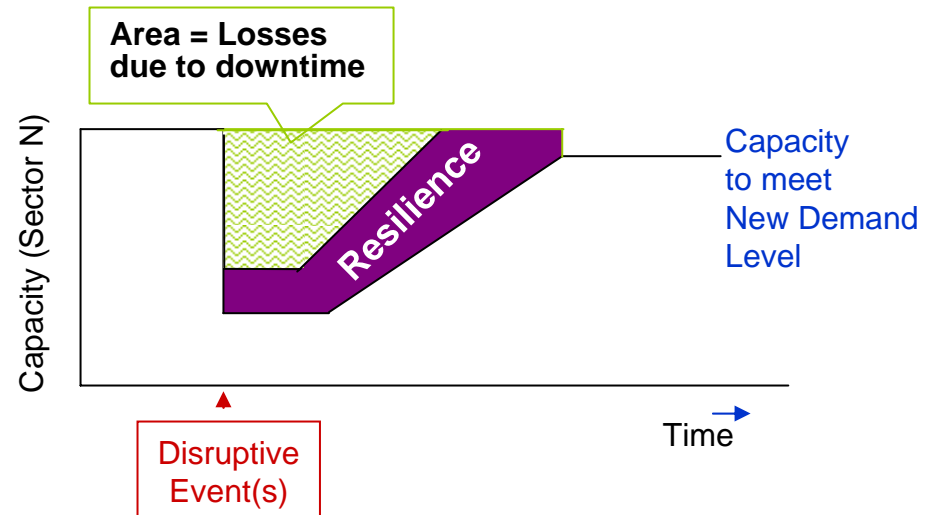 Area = Losses
due to downtime
Capacity (Sector N)
Resilience
Capacity
to meet
New Demand
Level
Time
Disruptive
Event(s)